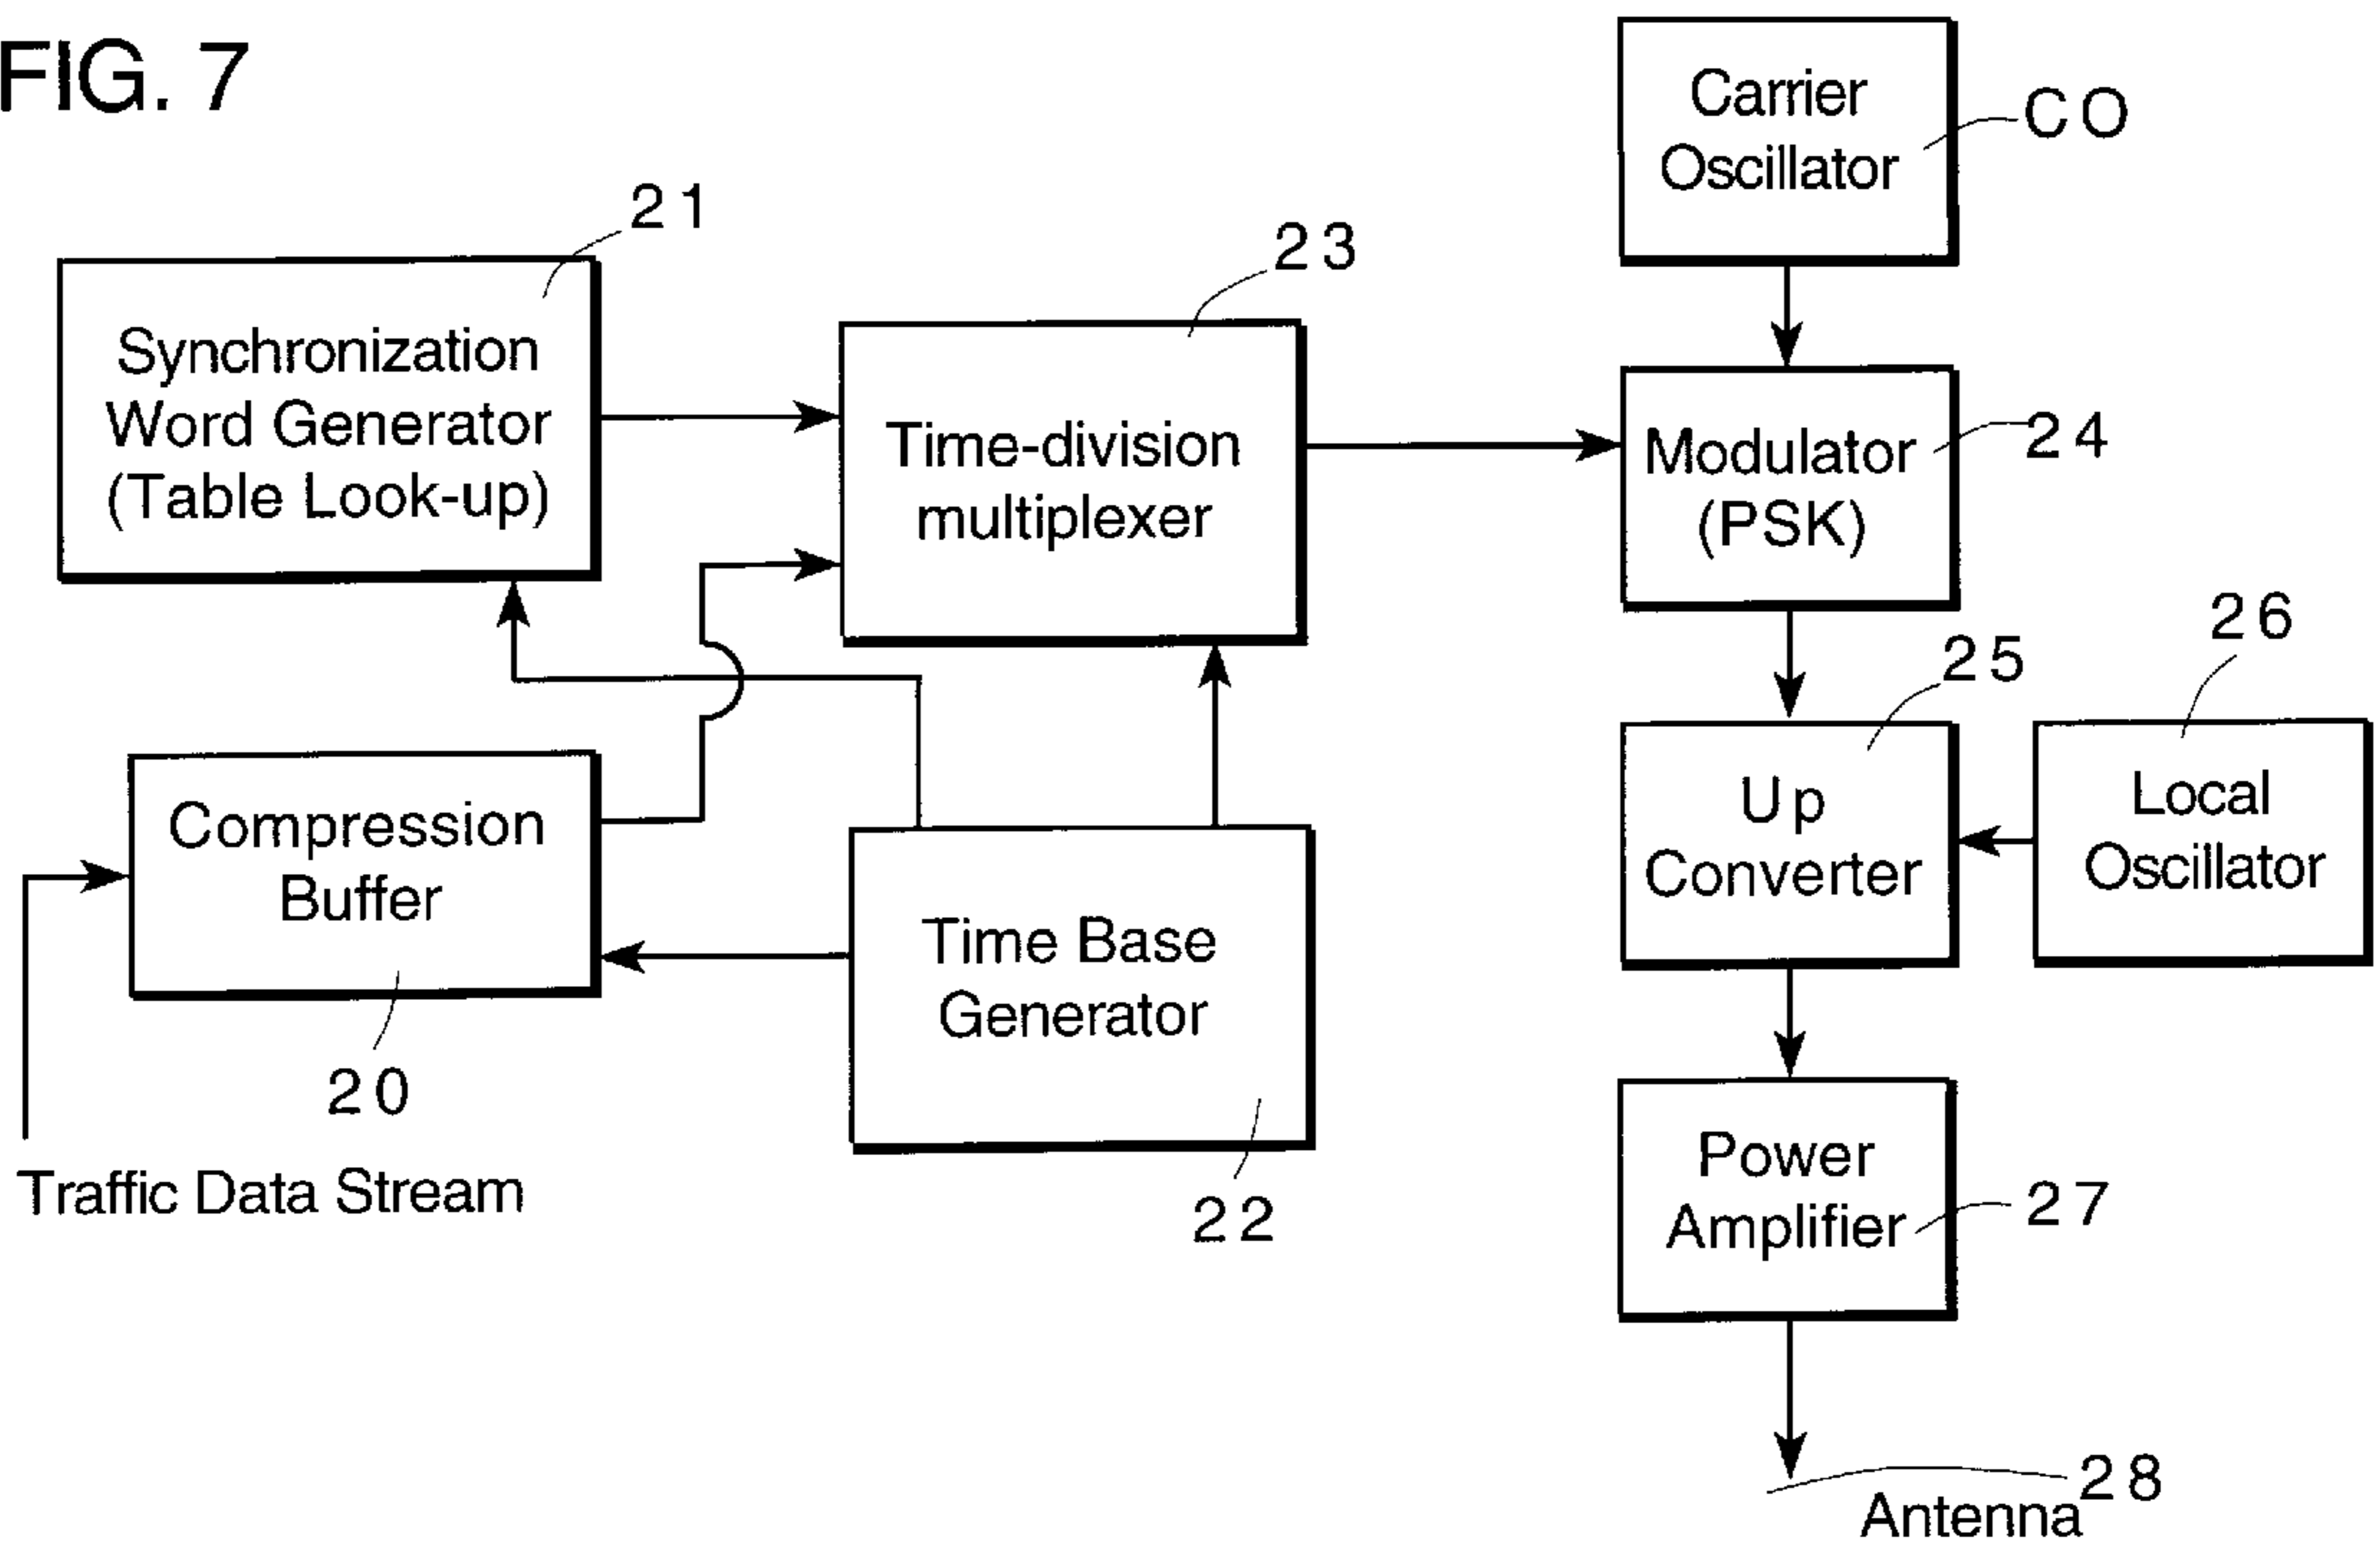 FIG. 7
Carrier
Oscillator
CO
21
Synchronization
Word Generator
(Table Look-up)
23
Time-division
multiplexer
Modulator
(PSK)
24
Compression
Buffer
20
Traffic Data Stream
Time Base
Generator
22
25
Up
Converter
26
Local
Oscillator
Power
Amplifier
27
28
Antenna